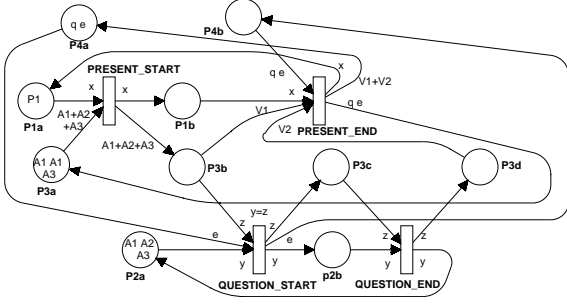 q e
P4a
P4b
PRESENT_START
q e
x
V1+V2
P1
x
x
x
q e
P1a
A1+A2
+A3
P1b
V1
V2
PRESENT_END
A1+A2+A3
A1 A1
A3
P3a
P3b
P3c
P3d
y=z
z
z
z
z
e
e
A1 A2
A3
y
y
y
y
P2a
QUESTION_START
p2b
QUESTION_END